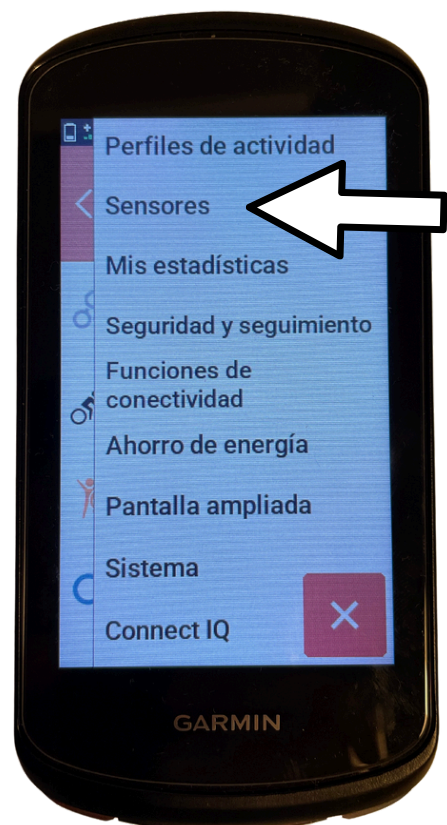 Perfiles de actividad
Sensores
Mis estadísticas
Seguridad y seguimiento
Funciones de
conectividad
Ahorro de energía
Pantalla ampliada
Sistema
Connect IQ
GARMIN